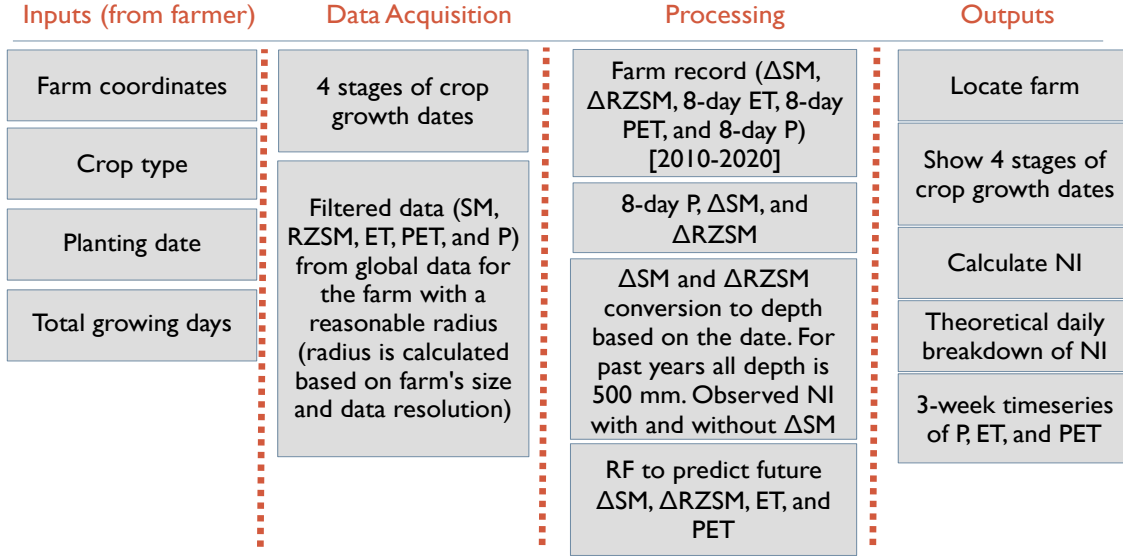 Inputs (from farmer)
Data Acquisition
Processing
Outputs
Farm coordinates
Crop type
Planting date
Total growing days
4 stages of crop
growth dates
Filtered data (SM,
RZSM, ET, PET, and P)
from global data for
the farm with a
reasonable radius
(radius is calculated
based on farm's size
and data resolution)
Farm record (ΔSM,
ΔRZSM, 8-day ET, 8-day
PET, and 8-day P)
[2010-2020]
8-day P, ΔSM, and
ΔRZSM
ΔSM and ΔRZSM
conversion to depth
based on the date. For
past years all depth is
500 mm. Observed NI
with and without ΔSM
RF to predict future
ΔSM, ΔRZSM, ET, and
PET
Locate farm
Show 4 stages of
crop growth dates
Calculate NI
Theoretical daily
breakdown of NI
3-week timeseries
of P, ET, and PET